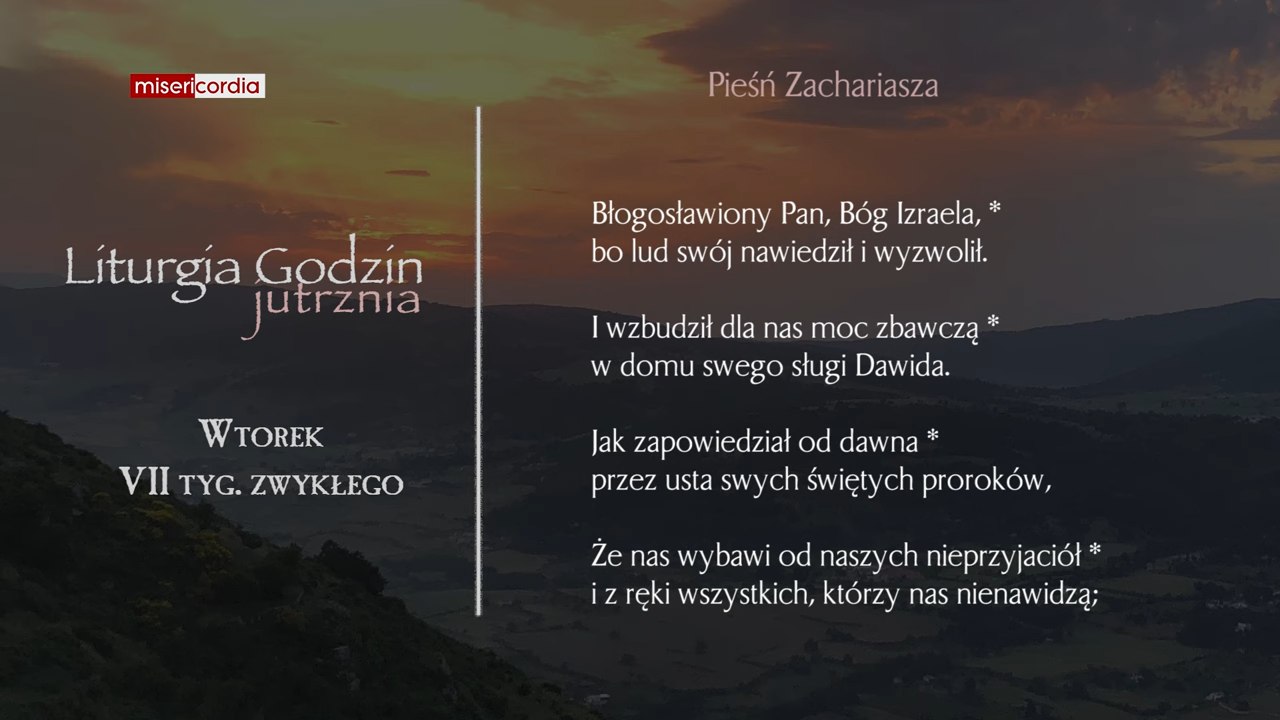 misericordia
Liturgia Godzin
jutrznia
Wtorek
VII tyg. zwykłego
Pieśń Zachariasza
Błogosławiony Pan, Bóg Izraela, *
bo lud swój nawiedził i wyzwolił.
I wzbudził dla nas moc zbawczą *
w domu swego sługi Dawida.
Jak zapowiedział od dawna *
przez usta swych świętych proroków,
Że nas wybawi od naszych nieprzyjaciół *
i z ręki wszystkich, którzy nas nienawidzą;